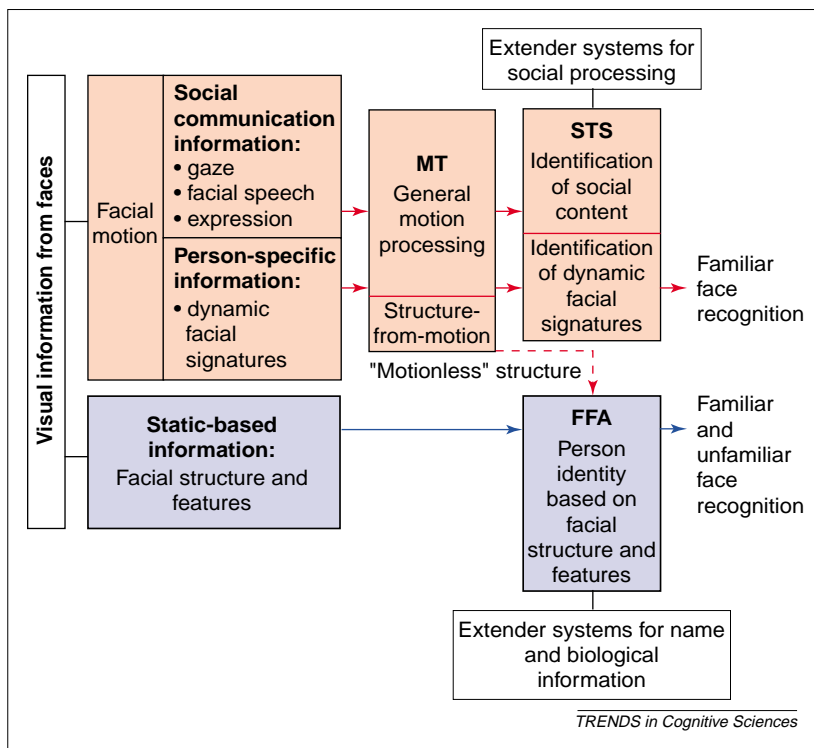 Visual information from faces
Facial
motion
Social
communication
information:
• gaze
• facial speech
• expression
Person-specific
information:
• dynamic
facial
signatures
MT
General
motion
processing
Structure-
from-motion
Extender systems for
social processing
STS
Identification
of social
content
Identification
of dynamic
facial
signatures
Familiar
face
recognition
"Motionless" structure
Static-based
information:
Facial structure and
features
FFA
Person
identity
based on
facial
structure and
features
Familiar
and
unfamiliar
face
recognition
Extender systems for name
and biological
information
TRENDS in Cognitive Sciences